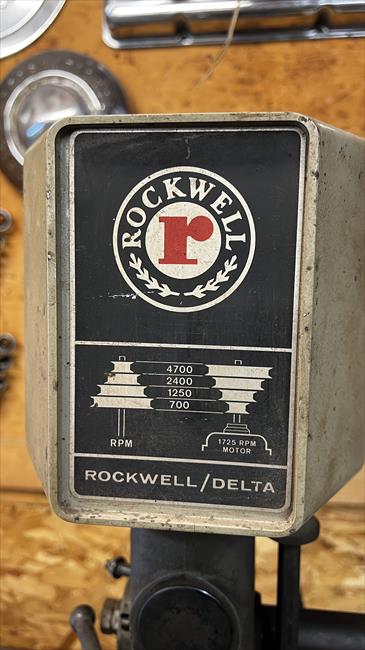 ROCKWELL
r
4700
2400
1250
700
RPM
1725 RPM
MOTOR
ROCKWELL/DELTA